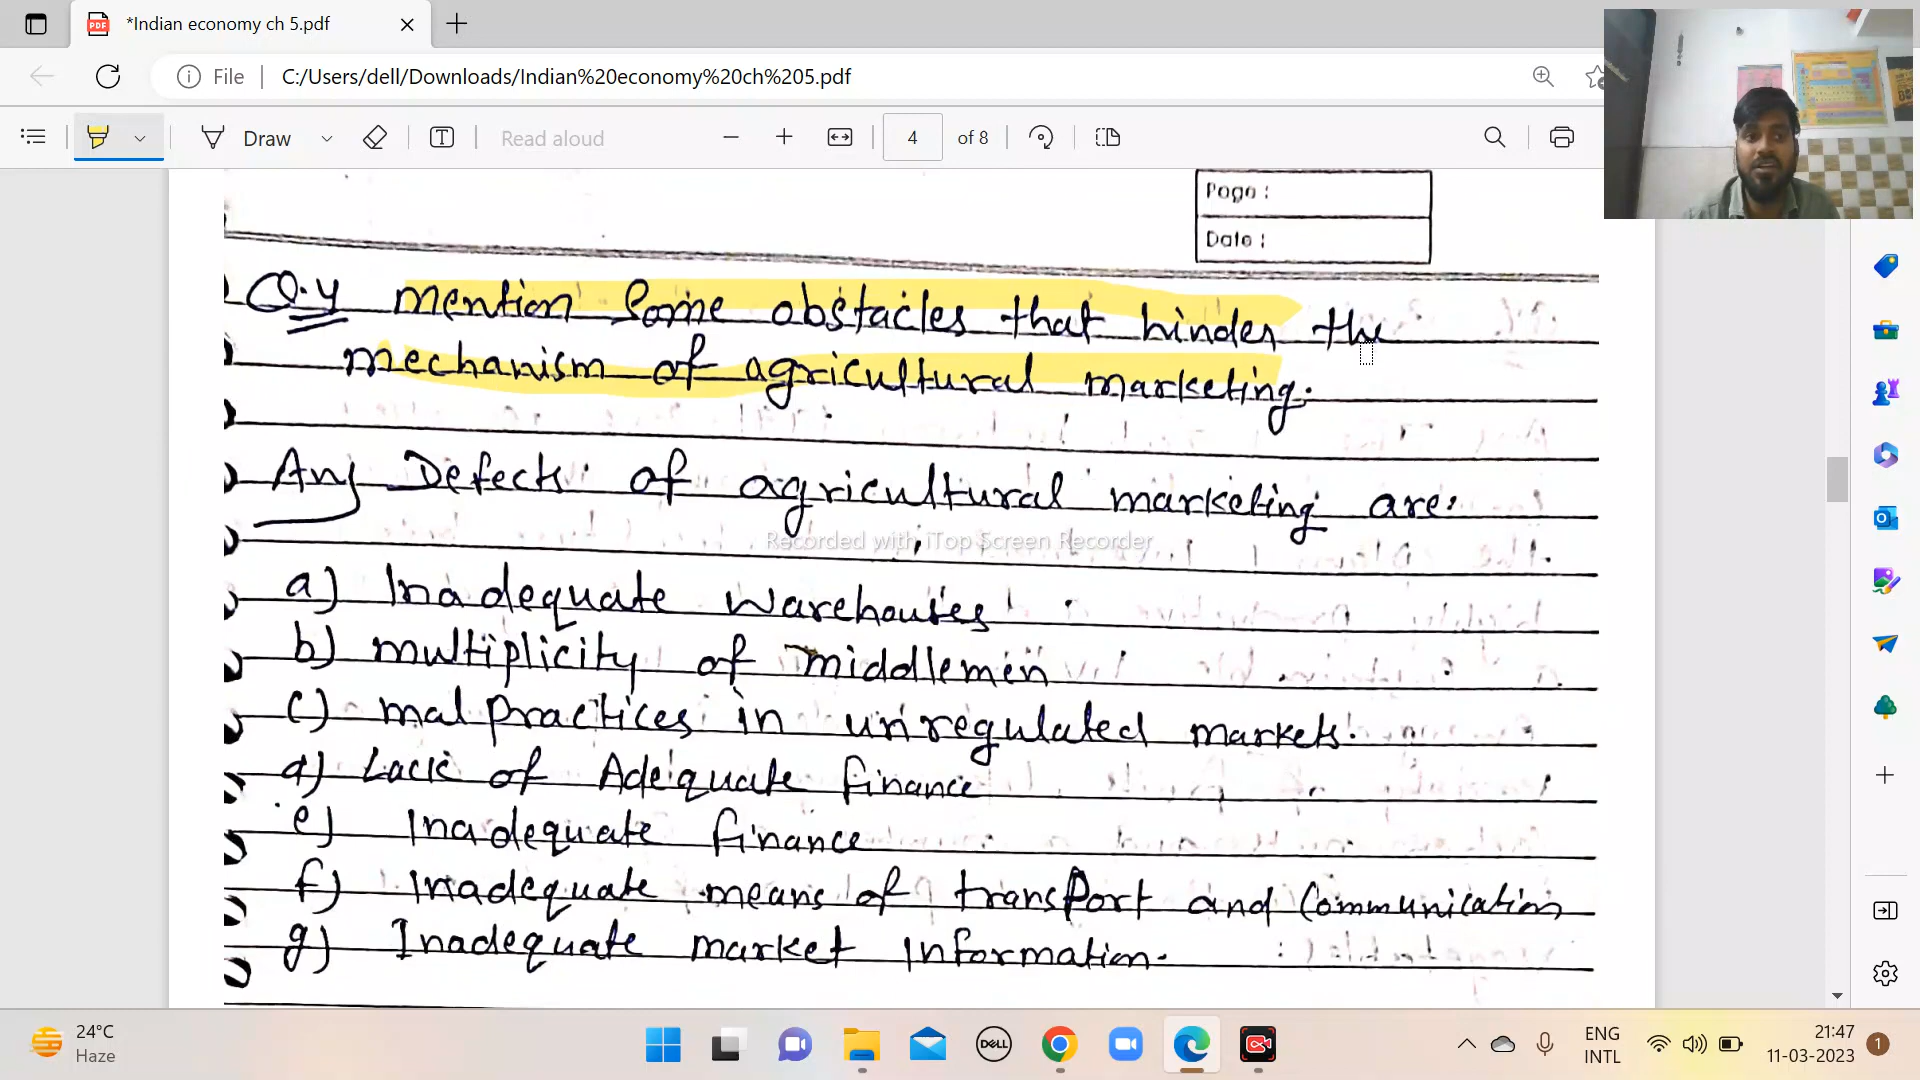 *Indian economy ch 5.pdf
File
C:/Users/dell/Downloads/Indian%20economy%20ch%205.pdf
Draw
Read aloud
4 of 8
Page :
Date :
Q.4 Mention Some obstacles that hinder the
mechanism of agricultural marketing.
Ans Defects of agricultural marketing are:
Recorded with iTop Screen Recorder
a) Inadequate warehouses
b) multiplicity of middlemen
c) mal practices in unregulated markets.
d) Lack of Adequate finance
e) Inadequate finance
f) Inadequate means of transport and Communication
g) Inadequate market information.
24°C
Haze
DELL
ENG
INTL
21:47
11-03-2023
1